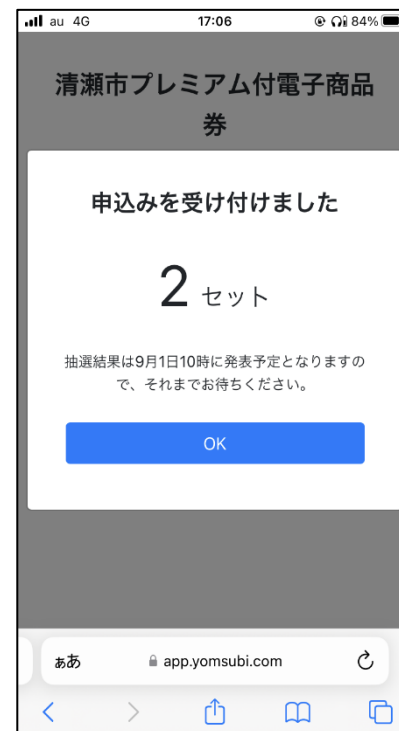 au 4G 17:06 84%
清瀬市プレミアム付電子商品
券
申込みを受け付けました
2 セット
抽選結果は9月1日10時に発表予定となりますの
で、それまでお待ちください。
OK
ぁあ app.yomsubi.com